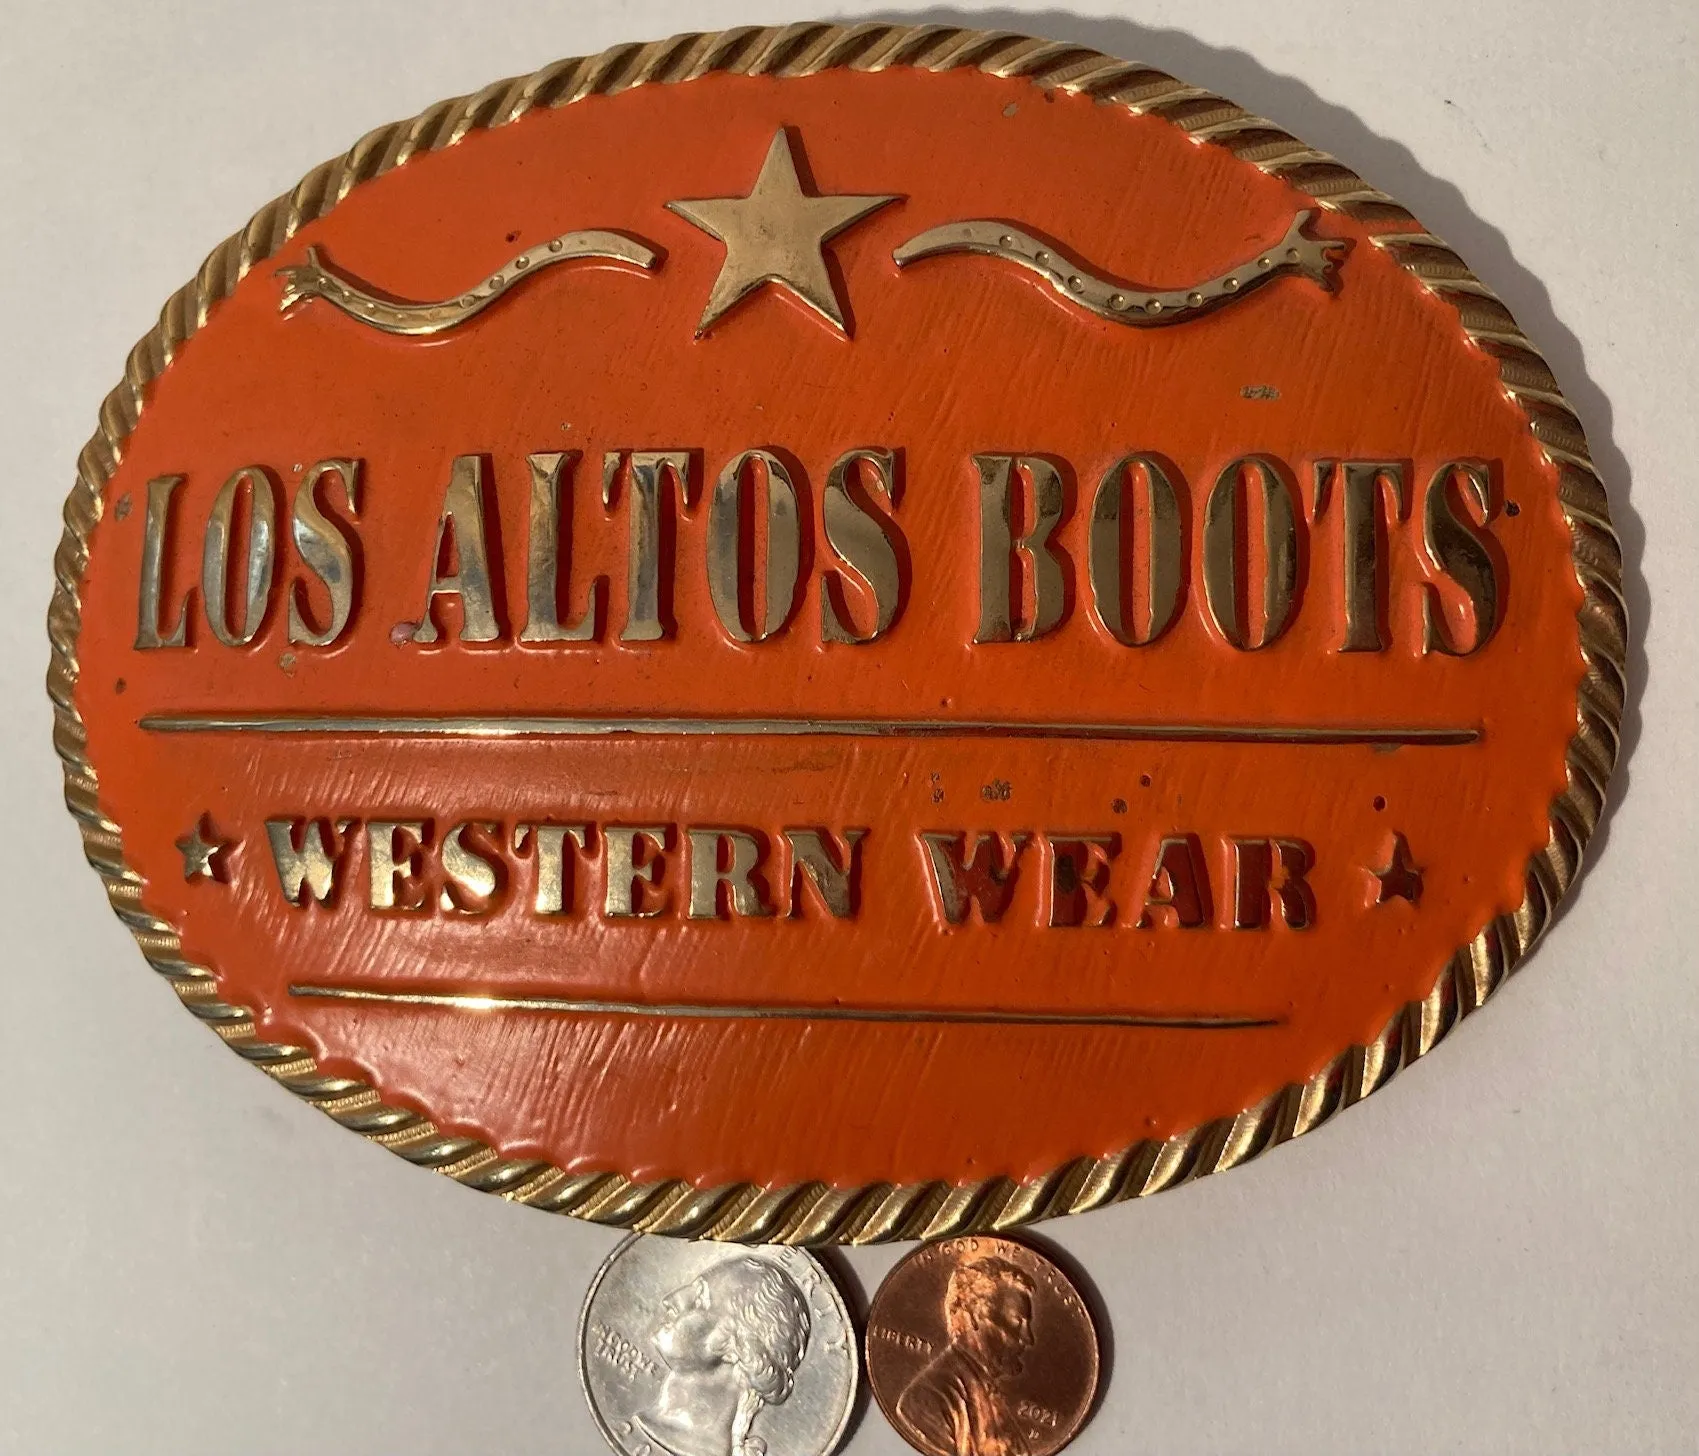 LOS ALTOS BOOTS
WESTERN WEAR
IN GOD WE TRUST
LIBERTY
2021
D